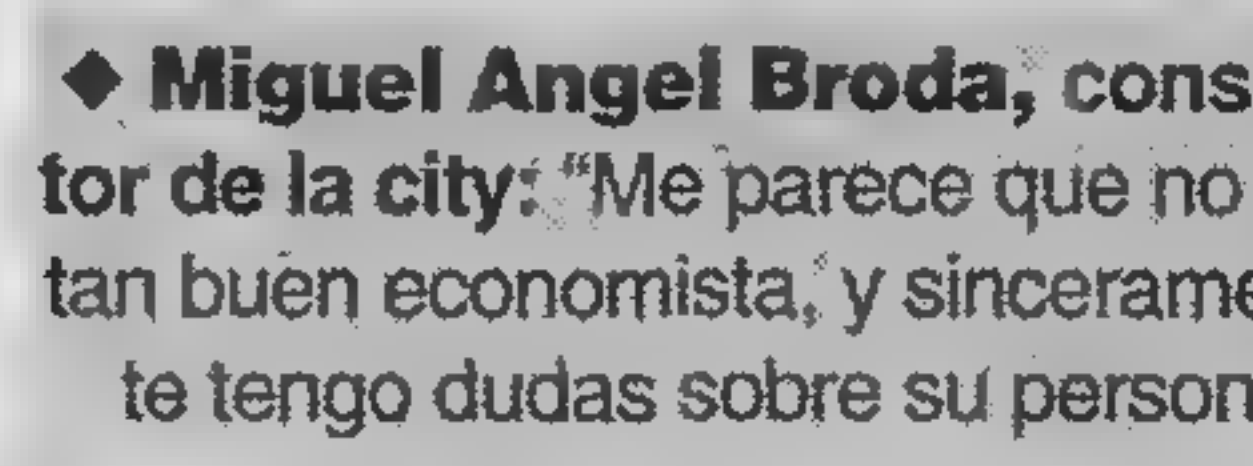 ◆ Miguel Angel Broda, cons
tor de la city: "Me parece que no
tan buen economista, y sincerame
te tengo dudas sobre su person